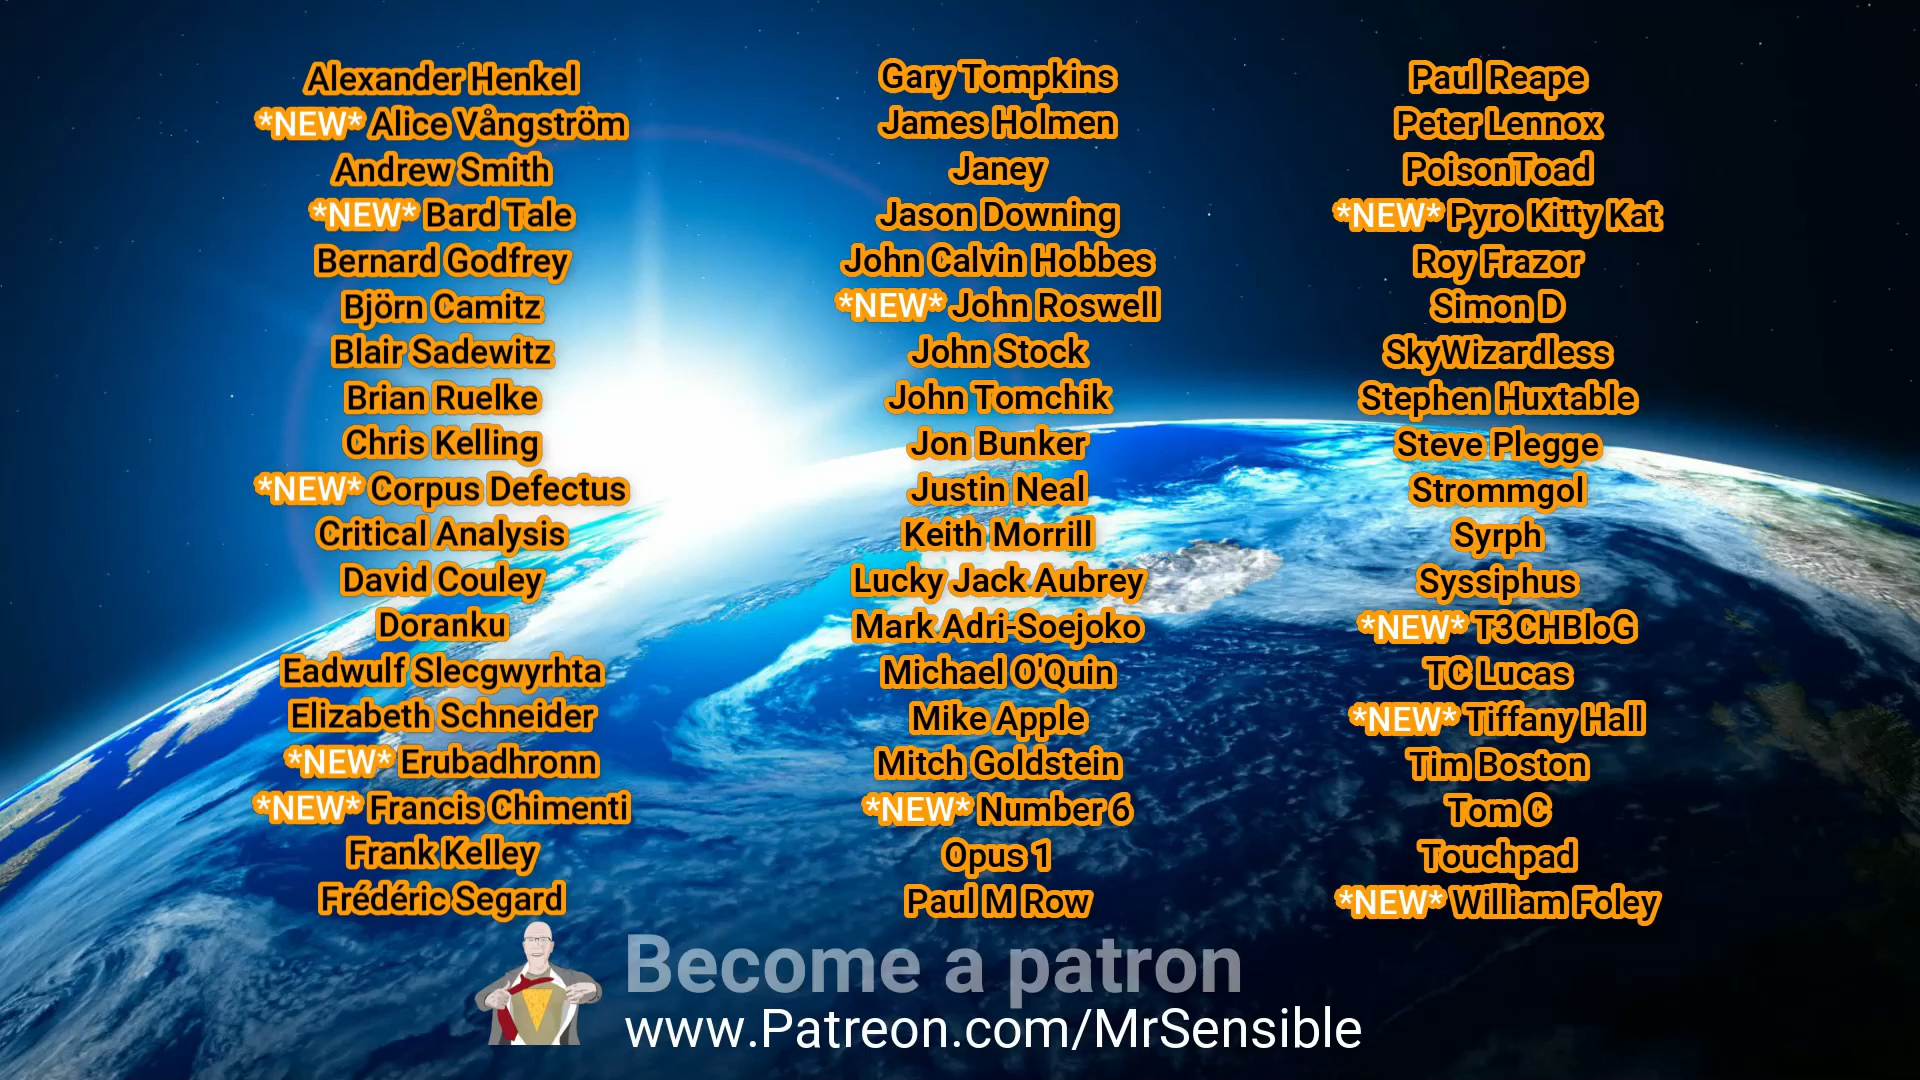 Alexander Henkel
*NEW* Alice Vångström
Andrew Smith
*NEW* Bard Tale
Bernard Godfrey
Björn Camitz
Blair Sadewitz
Brian Ruelke
Chris Kelling
*NEW* Corpus Defectus
Critical Analysis
David Couley
Doranku
Eadwulf Slecgwyrhta
Elizabeth Schneider
*NEW* Erubadhronn
*NEW* Francis Chimenti
Frank Kelley
Frédéric Segard
Gary Tompkins
James Holmen
Janey
Jason Downing
John Calvin Hobbes
*NEW* John Roswell
John Stock
John Tomchik
Jon Bunker
Justin Neal
Keith Morrill
Lucky Jack Aubrey
Mark Adri-Soejoko
Michael O'Quin
Mike Apple
Mitch Goldstein
*NEW* Number 6
Opus 1
Paul M Row
Paul Reape
Peter Lennox
PoisonToad
*NEW* Pyro Kitty Kat
Roy Frazor
Simon D
SkyWizardless
Stephen Huxtable
Steve Plegge
Strommgol
Syrph
Syssiphus
*NEW* T3CHBloG
TC Lucas
*NEW* Tiffany Hall
Tim Boston
Tom C
Touchpad
*NEW* William Foley
Become a patron
www.Patreon.com/MrSensible